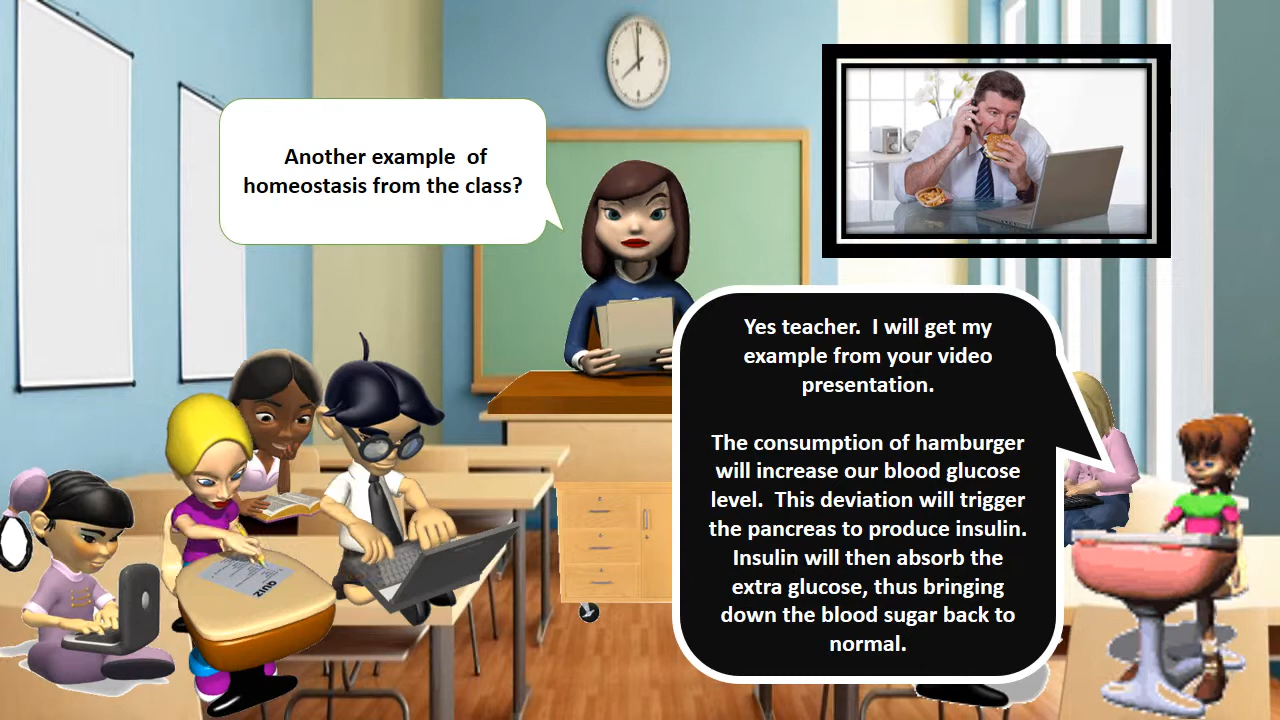 Another example of
homeostasis from the class?
Yes teacher. I will get my
example from your video
presentation.
The consumption of hamburger
will increase our blood glucose
level. This deviation will trigger
the pancreas to produce insulin.
Insulin will then absorb the
extra glucose, thus bringing
down the blood sugar back to
normal.
QUIZ